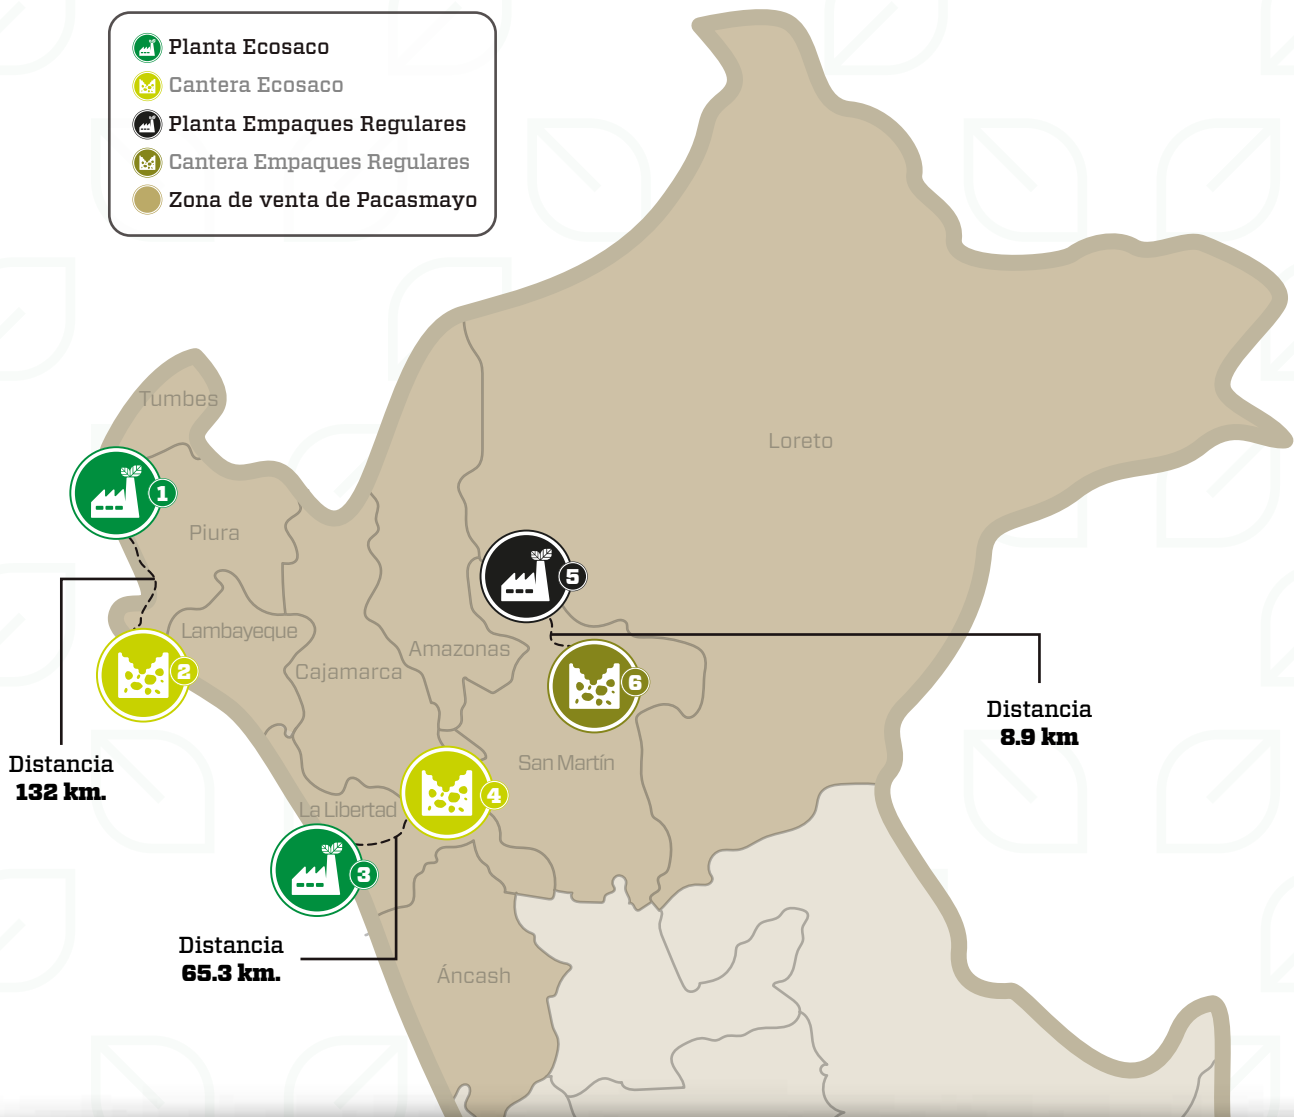 Planta Ecosaco
Cantera Ecosaco
Planta Empaques Regulares
Cantera Empaques Regulares
Zona de venta de Pacasmayo
Tumbes
Loreto
1
Piura
5
Lambayeque
Amazonas
Cajamarca
2
6
Distancia
8.9 km
San Martín
Distancia
132 km.
4
La Libertad
3
Distancia
65.3 km.
Áncash